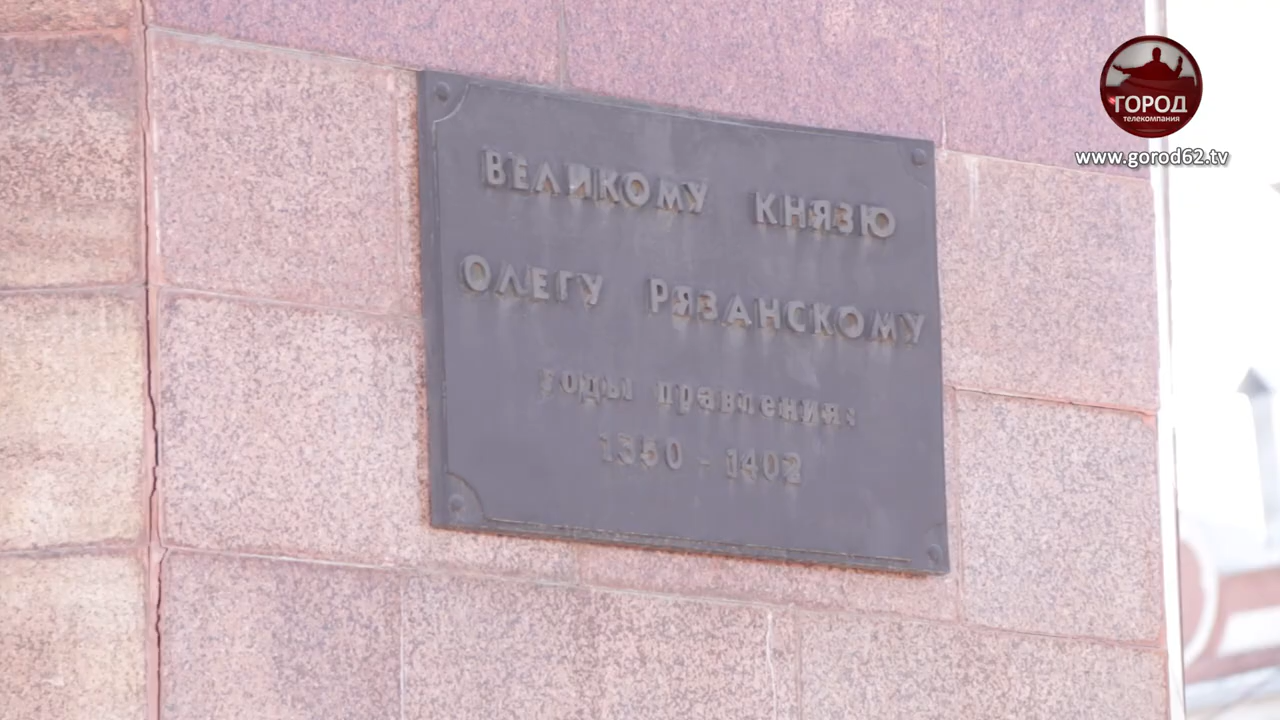 ГОРОД
телекомпания
www.gorod62.tv
ВЕЛИКОМУ КНЯЗЮ
ОЛЕГУ РЯЗАНСКОМУ
годы правления:
1350 - 1402